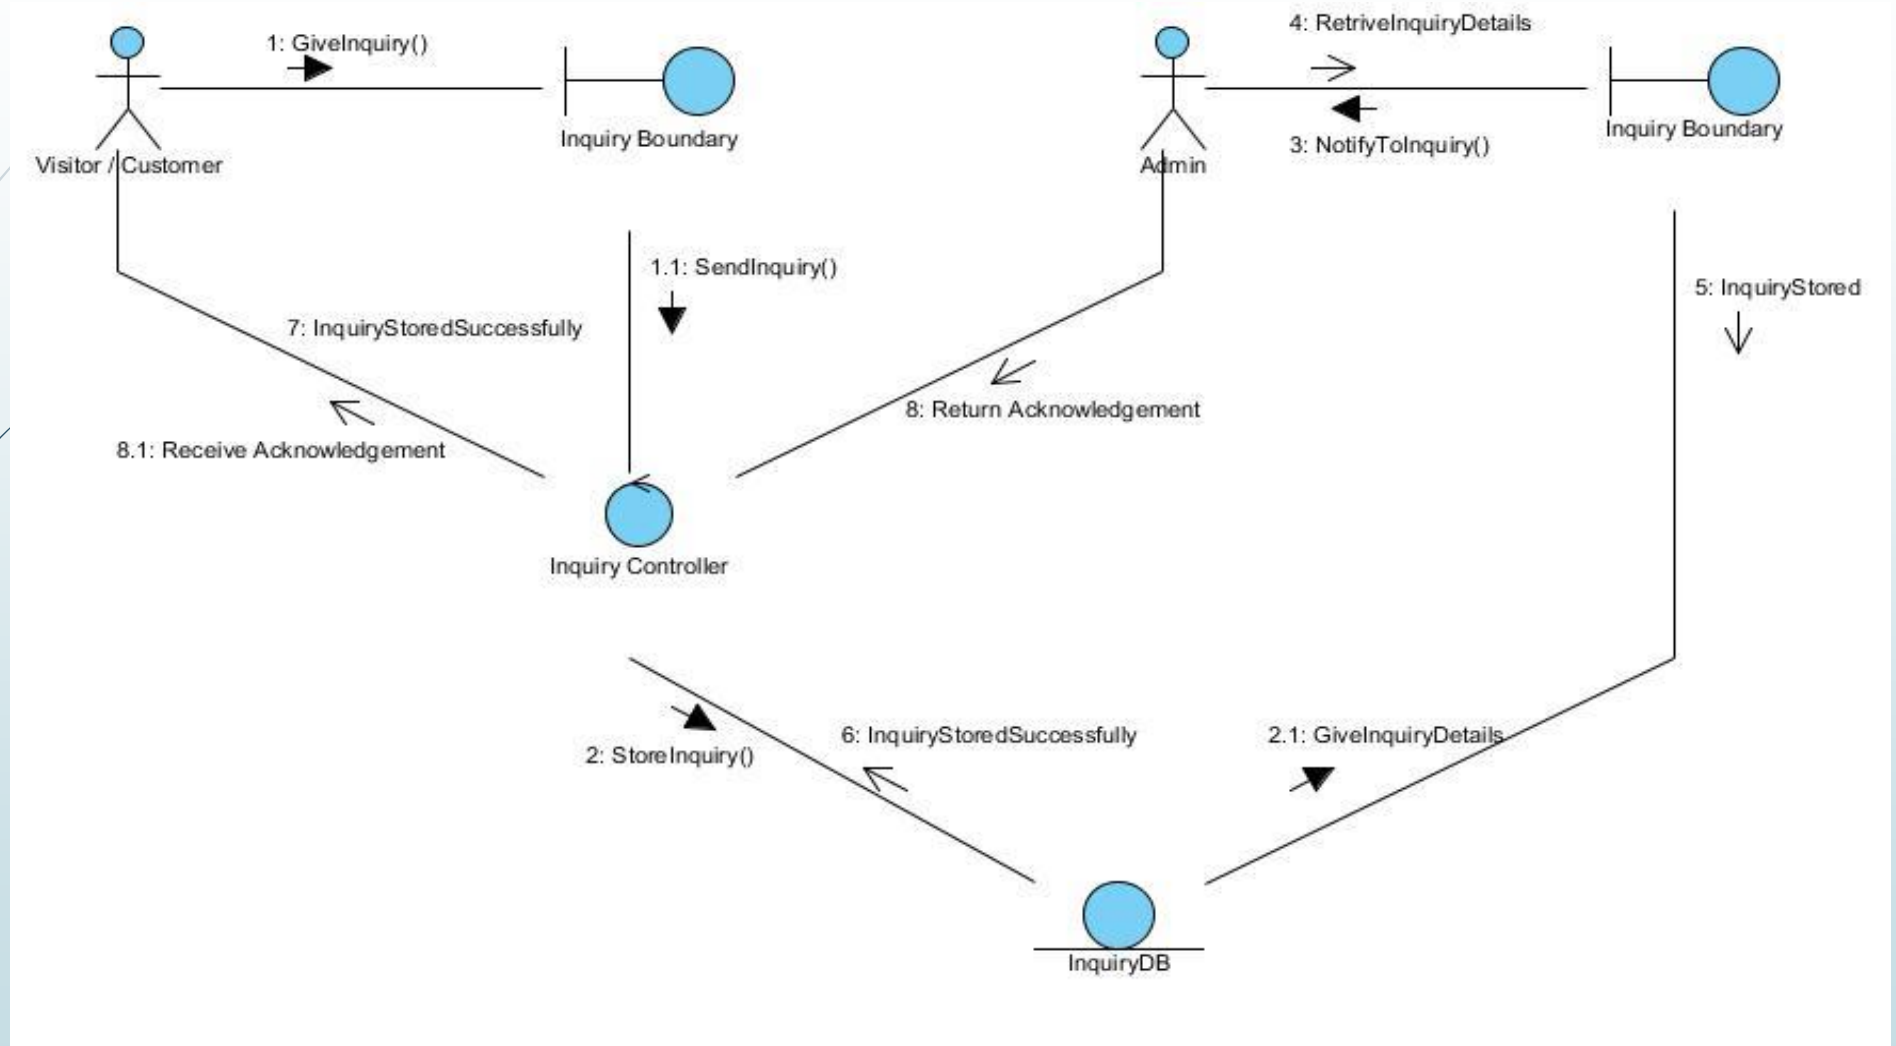 1: GiveInquiry()
4: RetriveInquiryDetails
Inquiry Boundary
Inquiry Boundary
3: NotifyToInquiry()
Visitor / Customer
Admin
1.1: SendInquiry()
5: InquiryStored
7: InquiryStoredSuccessfully
8: Return Acknowledgement
8.1: Receive Acknowledgement
Inquiry Controller
2: StoreInquiry()
6: InquiryStoredSuccessfully
2.1: GiveInquiryDetails
InquiryDB